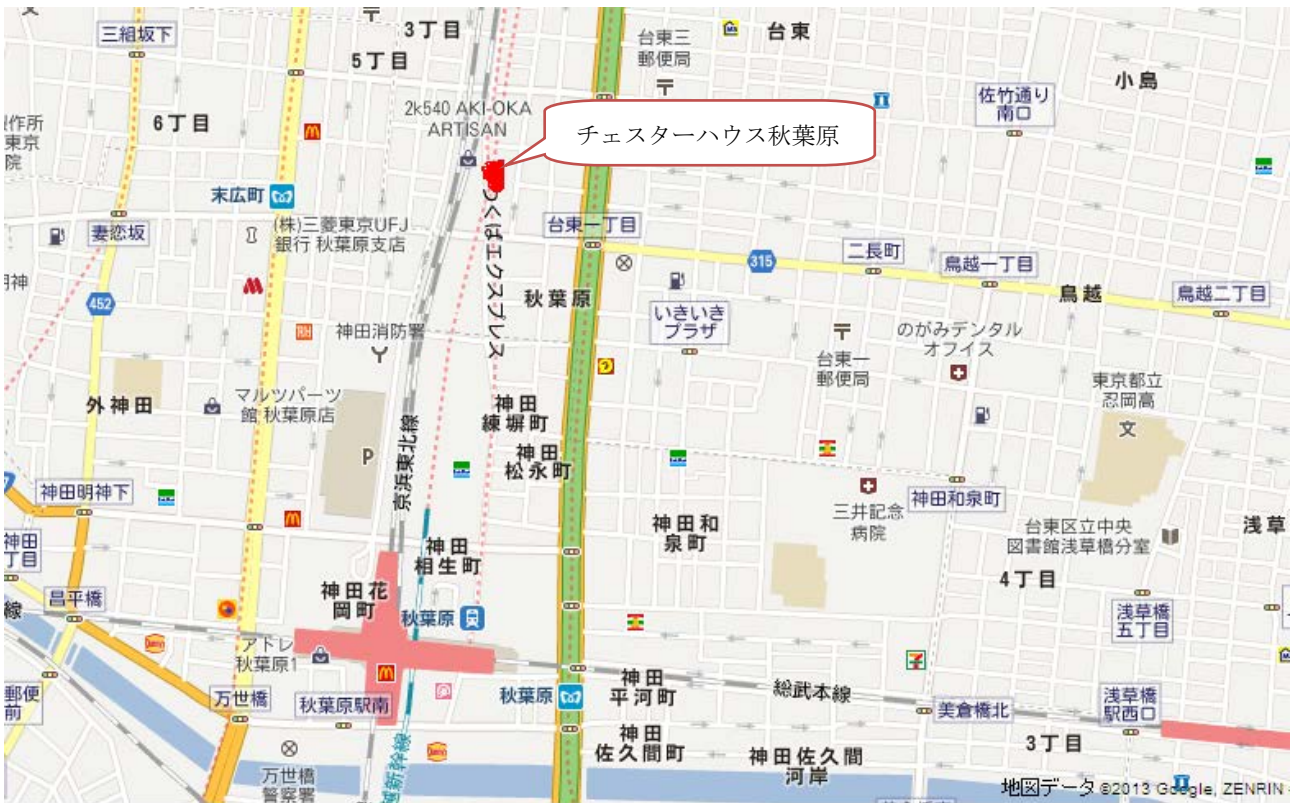 三組坂下
3丁目
5丁目
台東三
郵便局
台東
小島
佐竹通り
南口
2k540 AKI-OKA
ARTISAN
チェスターハウス秋葉原
作所
東京
院
6丁目
末広町
妻恋坂
(株)三菱東京UFJ
銀行 秋葉原支店
つくばエクスプレス
台東一丁目
315
二長町
鳥越一丁目
鳥越
鳥越二丁目
明神
452
秋葉原
いきいき
プラザ
神田消防署
台東一
郵便局
のがみデンタル
オフィス
東京都立
忍岡高
文
外神田
マルツパーツ
館 秋葉原店
P
京浜東北線
神田
練塀町
神田
松永町
神田明神下
神田和
泉町
三井記念
病院
神田和泉町
台東区立中央
図書館浅草橋分室
浅草
神田
丁目
昌平橋
線
神田
相生町
神田花
岡町
秋葉原
4丁目
浅草橋
五丁目
アトレ
秋葉原1
郵便
前
万世橋
秋葉原駅南
秋葉原
神田
平河町
総武本線
美倉橋北
浅草橋
駅西口
万世橋
警察署
新幹線
神田
佐久間町
神田佐久間
河岸
3丁目
地図データ ©2013 Google, ZENRIN